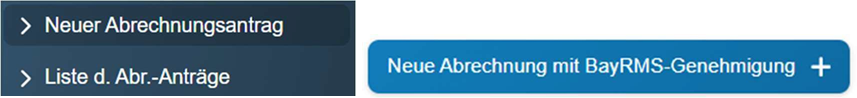 Neuer Abrechnungsantrag
Liste d. Abr.-Anträge
Neue Abrechnung mit BayRMS-Genehmigung +